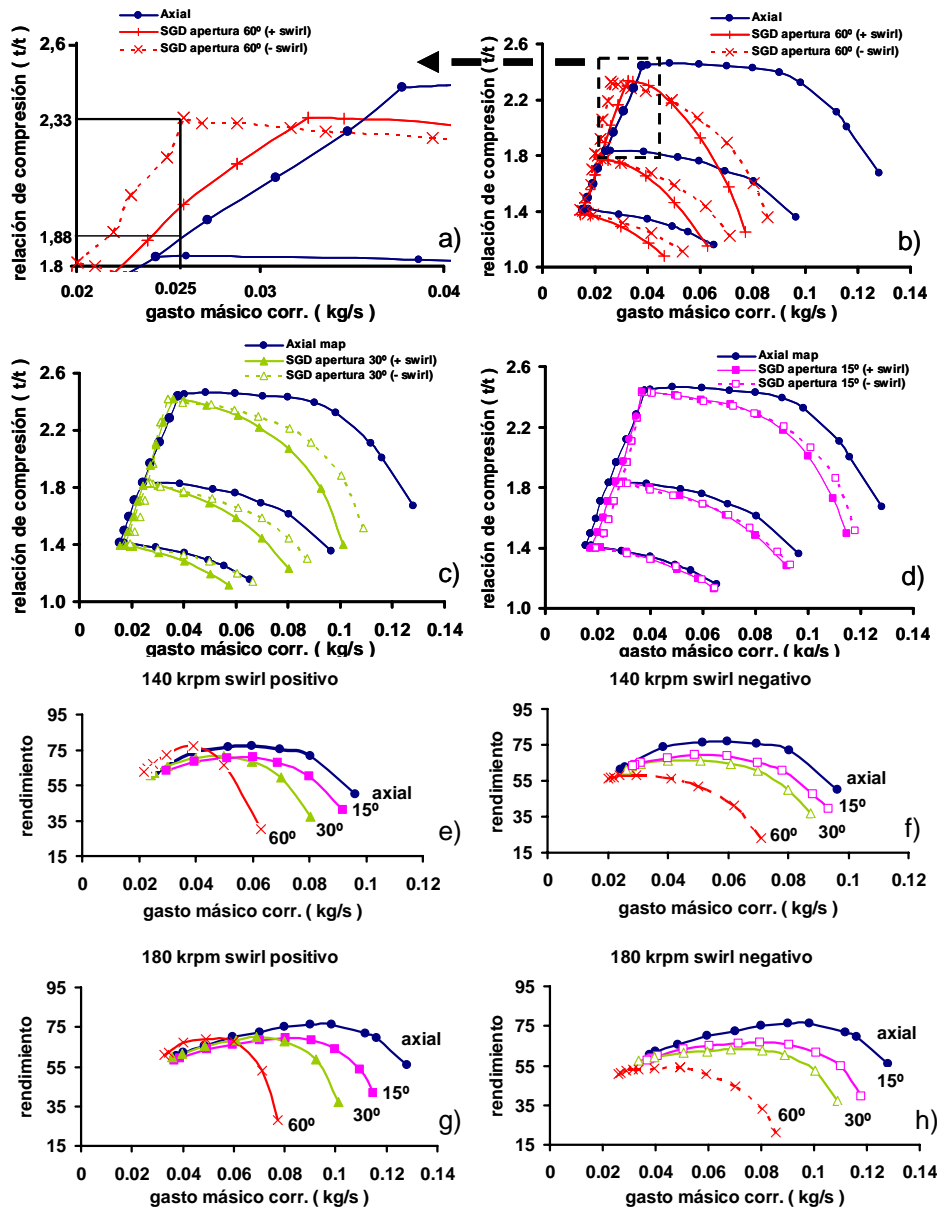 Axial
SGD apertura 60º (+ swirl)
SGD apertura 60º (- swirl)
relación de compresión ( t/t )
2,6
2,33
1,88
1.8
0.02
0.025
0.03
0.04
gasto másico corr. ( kg/s )
a)
Axial
SGD apertura 60º (+ swirl)
SGD apertura 60º (- swirl)
relación de compresión ( t/t )
2.6
2.2
1.8
1.4
1.0
0 0.02 0.04 0.06 0.08 0.1 0.12 0.14
gasto másico corr. ( kg/s )
b)
Axial map
SGD apertura 30º (+ swirl)
SGD apertura 30º (- swirl)
relación de compresión ( t/t )
2.6
2.2
1.8
1.4
1.0
0 0.02 0.04 0.06 0.08 0.1 0.12 0.14
gasto másico corr. ( kg/s )
c)
Axial map
SGD apertura 15º (+ swirl)
SGD apertura 15º (- swirl)
relación de compresión ( t/t )
2.6
2.2
1.8
1.4
1.0
0 0.02 0.04 0.06 0.08 0.1 0.12 0.14
gasto másico corr. ( kg/s )
d)
140 krpm swirl positivo
rendimiento
95
75
55
35
15
axial
15º
30º
60º
e)
0 0.02 0.04 0.06 0.08 0.1 0.12
gasto másico corr. ( kg/s )
140 krpm swirl negativo
rendimiento
95
75
55
35
15
axial
15º
30º
60º
f)
0 0.02 0.04 0.06 0.08 0.1 0.12
gasto másico corr. ( kg/s )
180 krpm swirl positivo
rendimiento
95
75
55
35
15
axial
15º
30º
60º
g)
0 0.02 0.04 0.06 0.08 0.1 0.12 0.14
gasto másico corr. ( kg/s )
180 krpm swirl negativo
rendimiento
95
75
55
35
15
axial
15º
30º
60º
h)
0 0.02 0.04 0.06 0.08 0.1 0.12 0.14
gasto másico corr. ( kg/s )